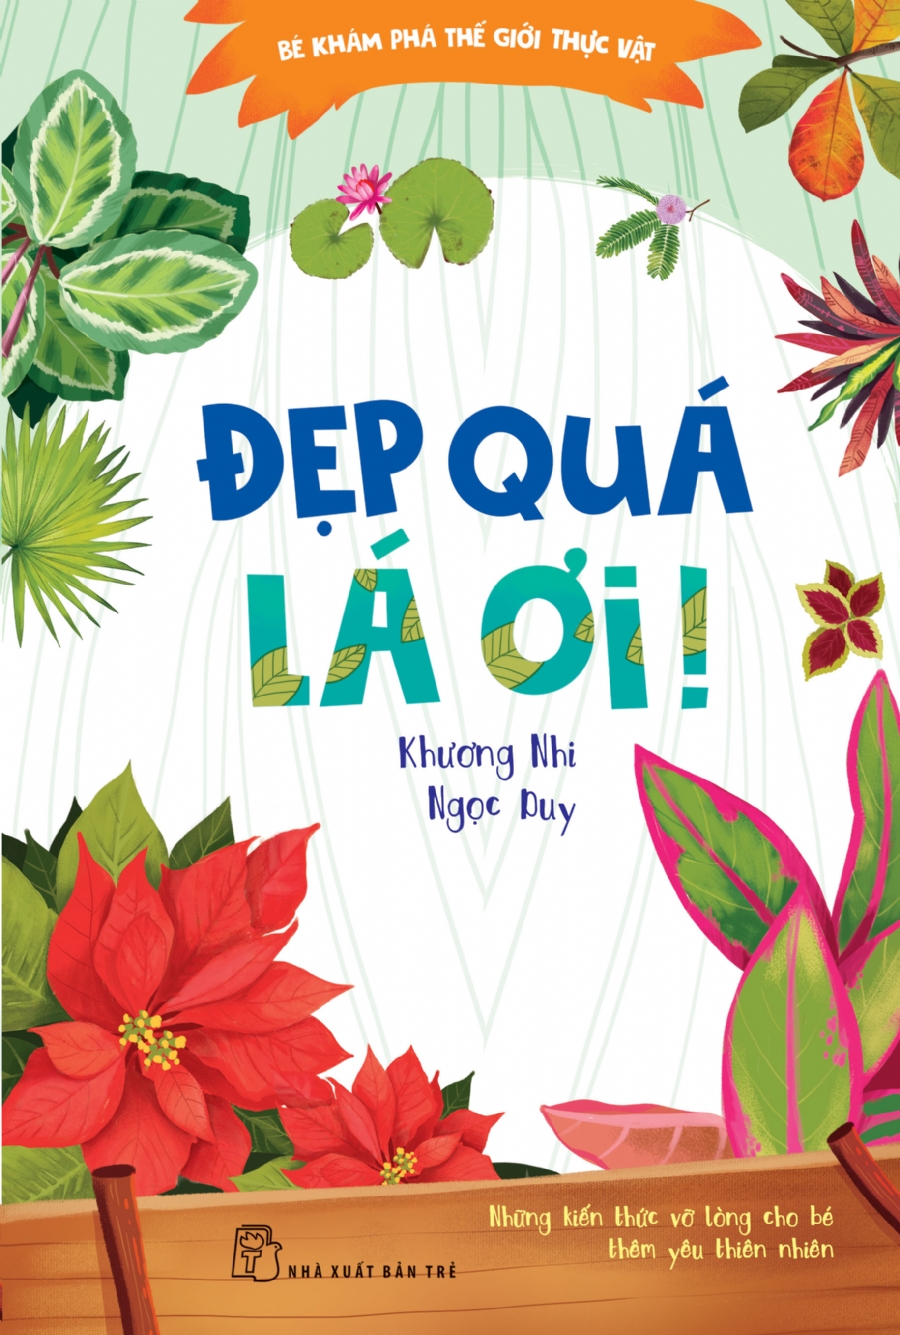 BÉ KHÁM PHÁ THẾ GIỚI THỰC VẬT
ĐẸP QUÁ
LÁ ƠI!
Khương Nhi
Ngọc Duy
Những kiến thức vỡ lòng cho bé
thêm yêu thiên nhiên
T
NHÀ XUẤT BẢN TRẺ